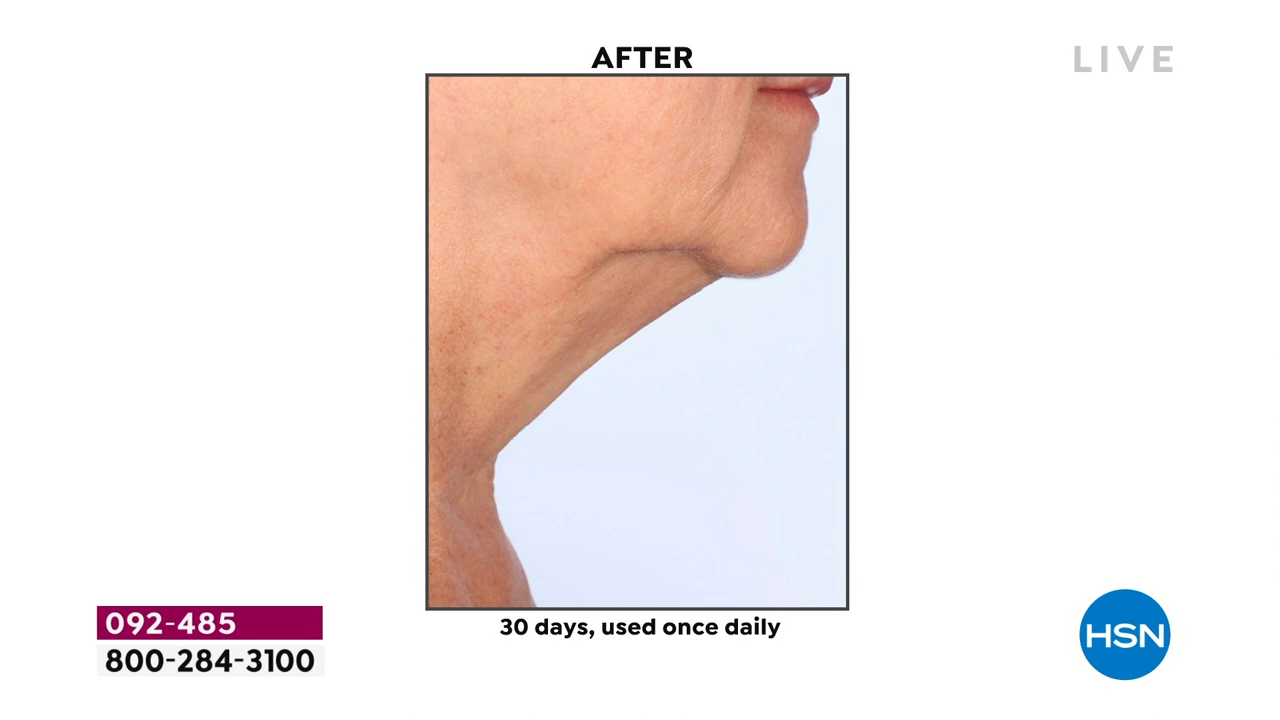 AFTER
LIVE
30 days, used once daily
092-485
800-284-3100
HSN